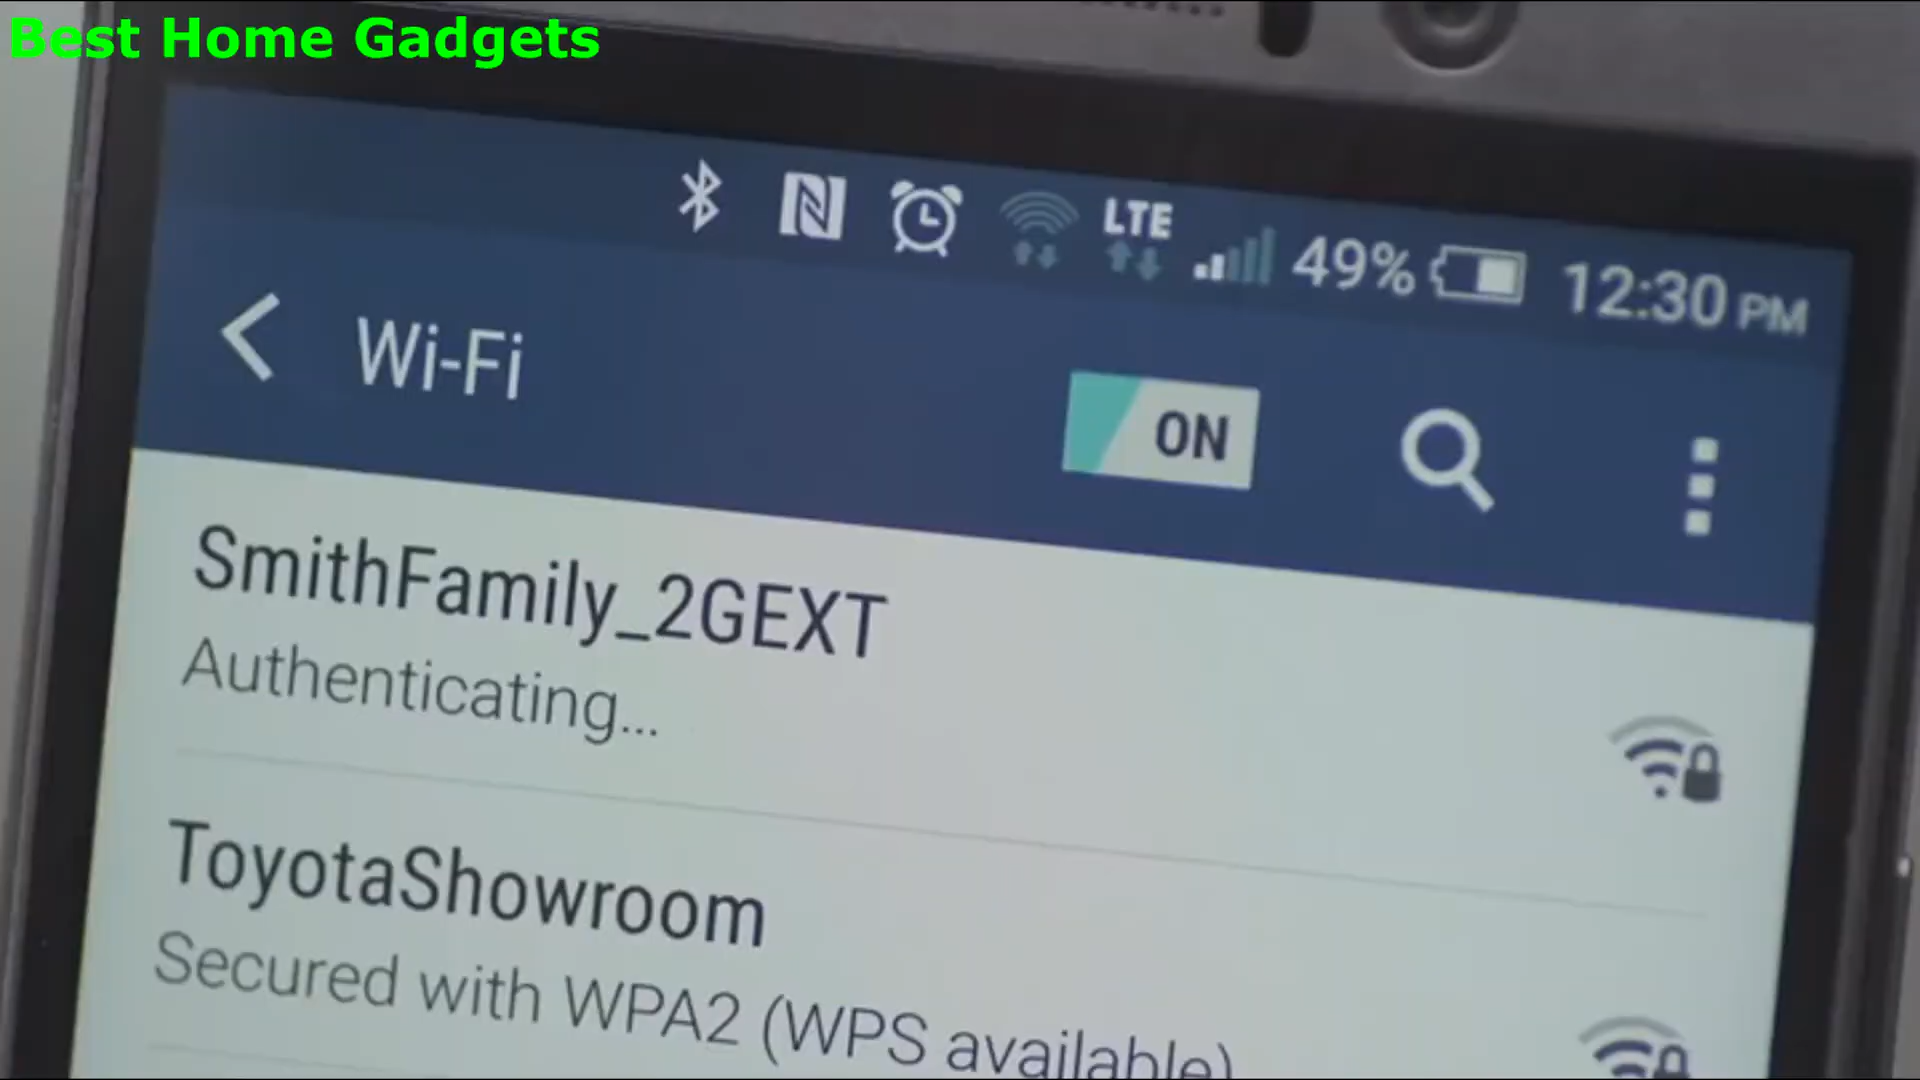 Best Home Gadgets
LTE 49% 12:30 PM
Wi-Fi ON
SmithFamily_2GEXT
Authenticating...
ToyotaShowroom
Secured with WPA2 (WPS available)